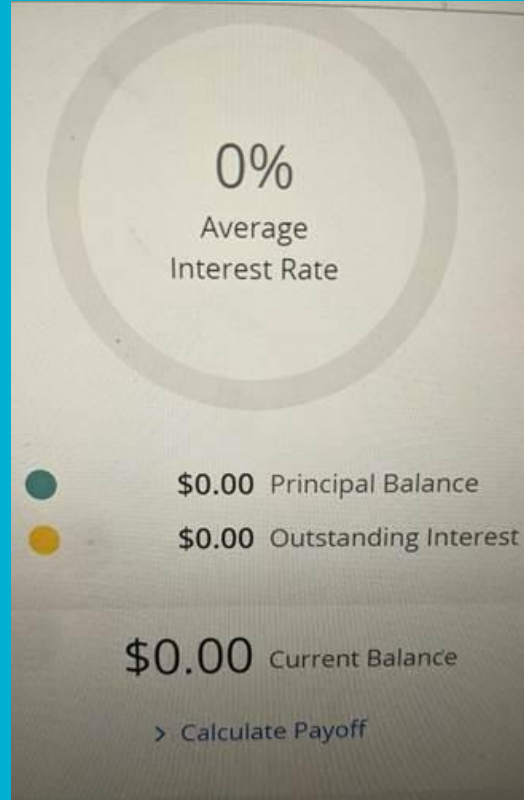 0%
Average
Interest Rate
$0.00 Principal Balance
$0.00 Outstanding Interest
$0.00 Current Balance
> Calculate Payoff